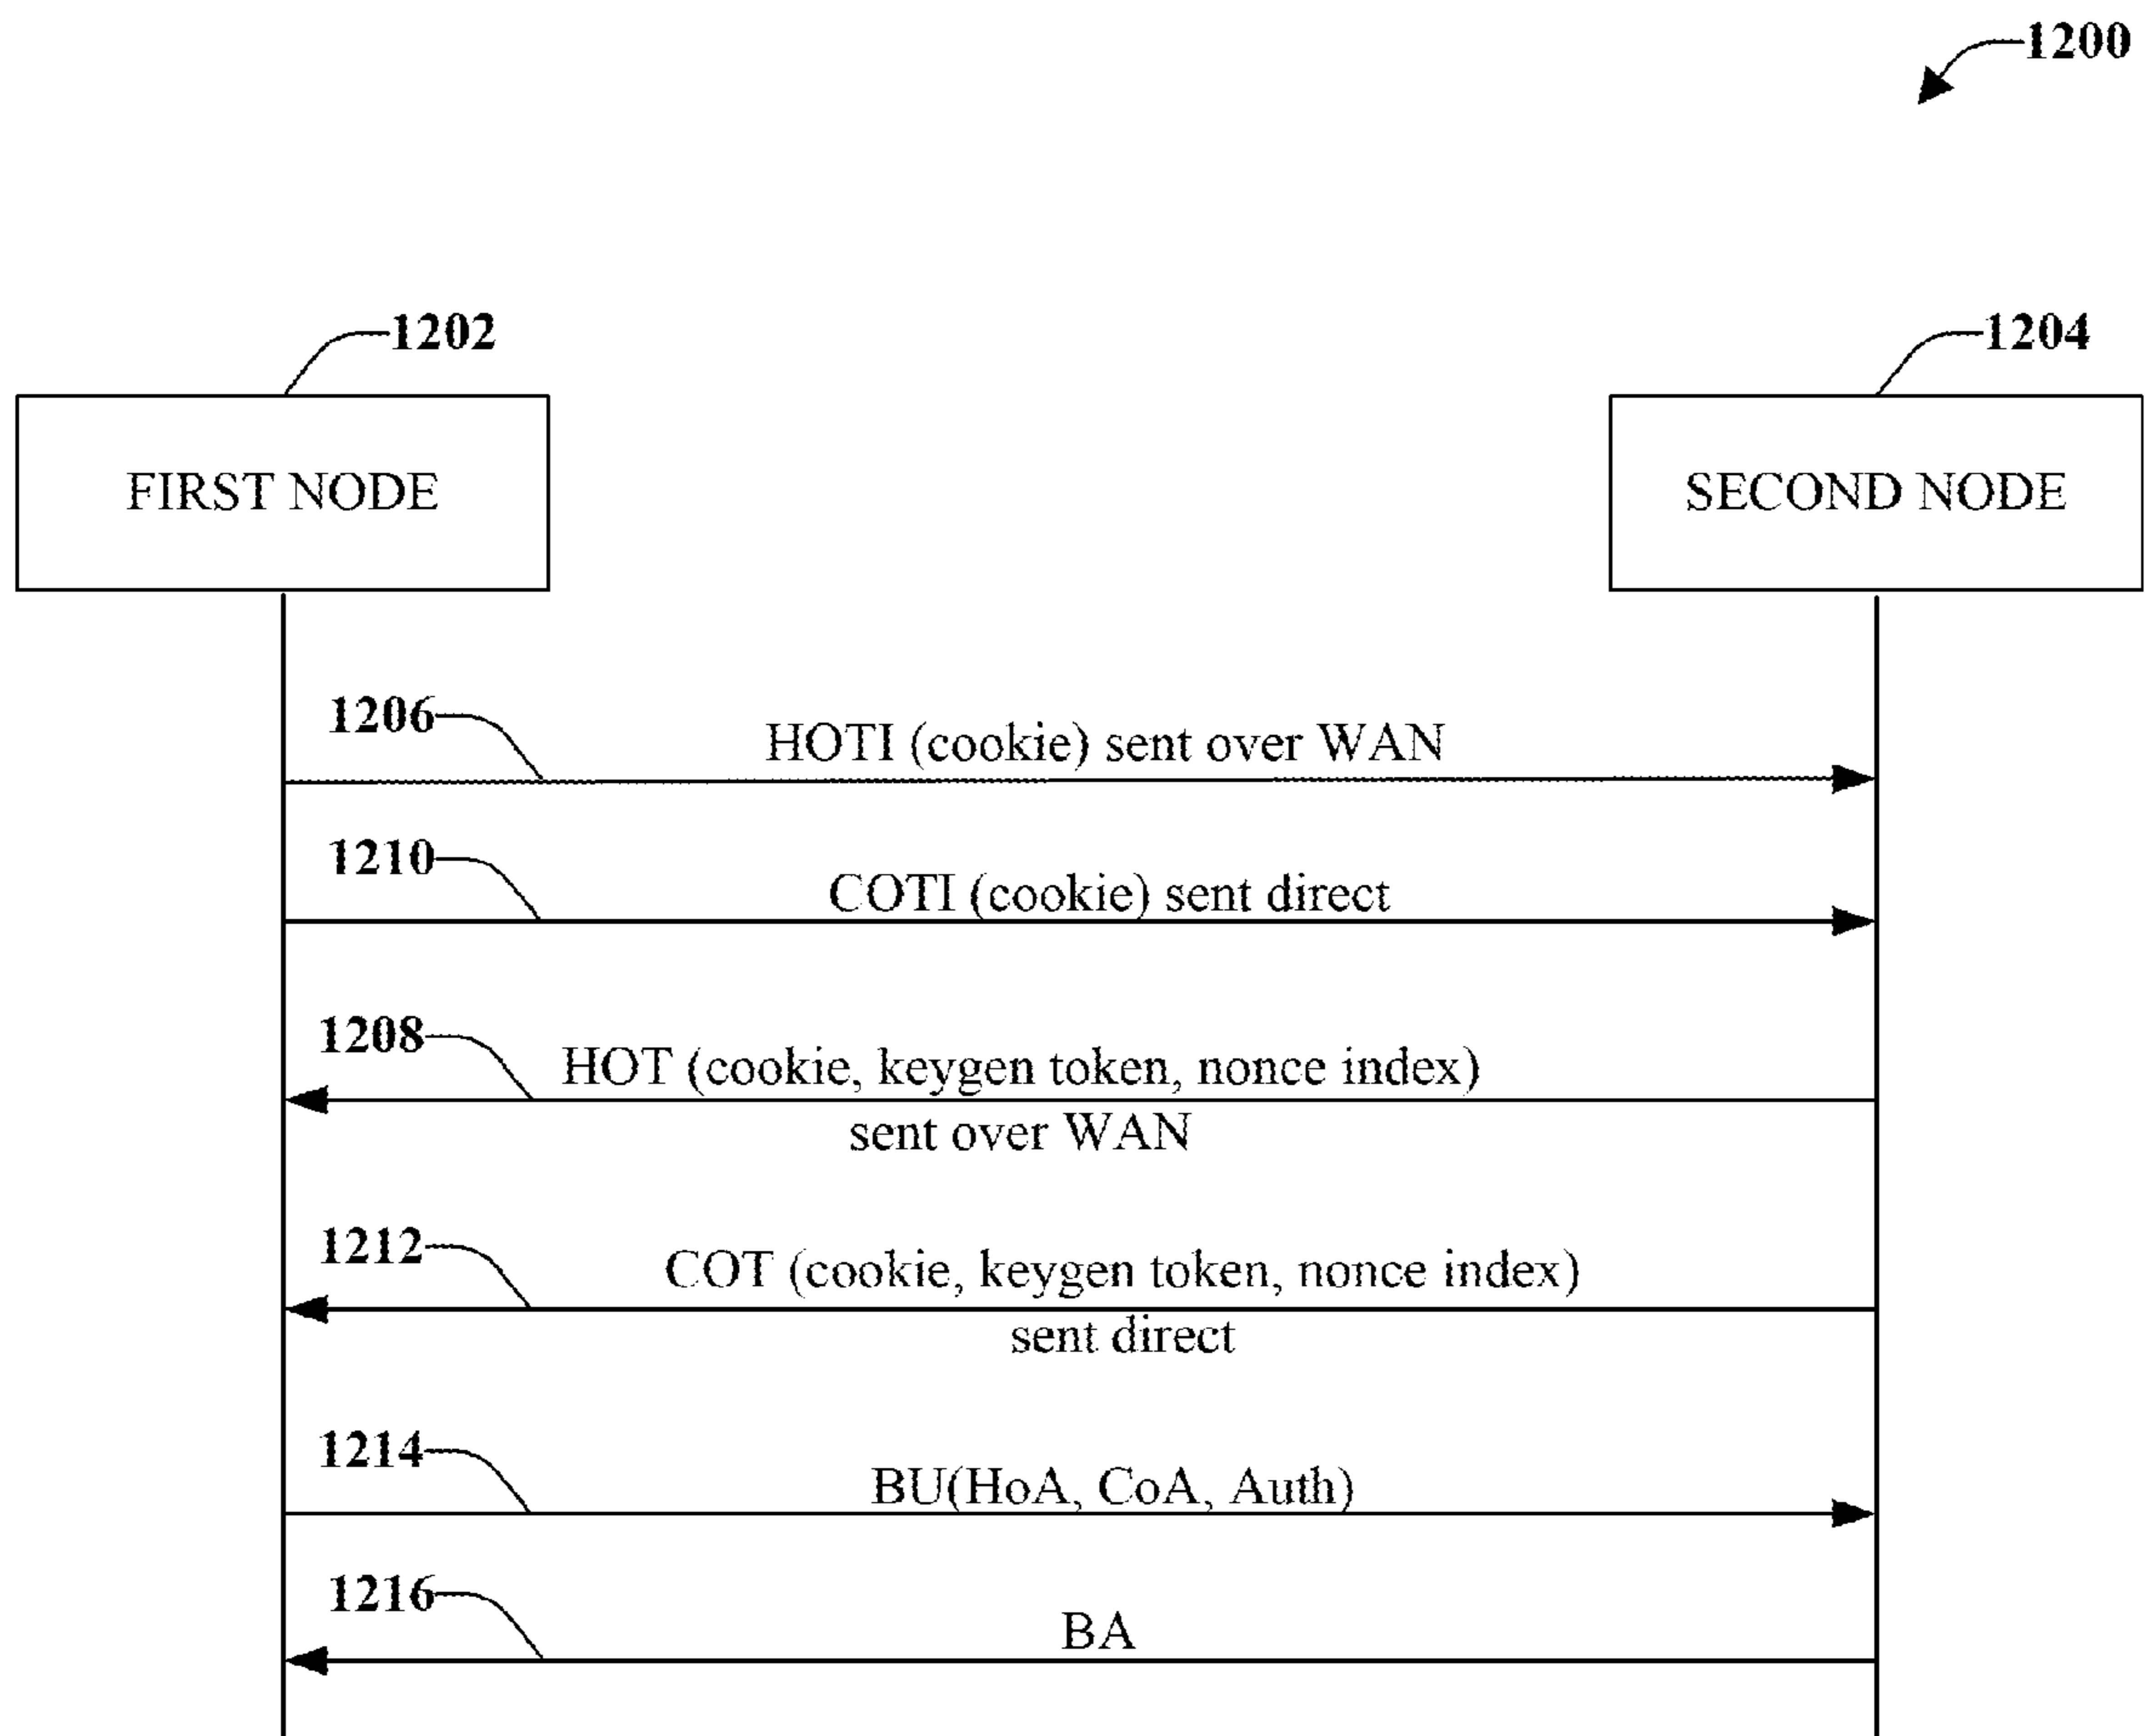 1200
1202
1204
FIRST NODE
SECOND NODE
1206
HOTI (cookie) sent over WAN
1210
COTI (cookie) sent direct
1208
HOT (cookie, keygen token, nonce index)
sent over WAN
1212
COT (cookie, keygen token, nonce index)
sent direct
1214
BU(HoA, CoA, Auth)
1216
BA